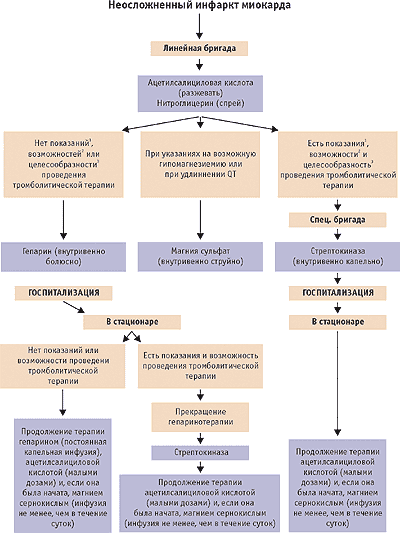 Неосложненный инфаркт миокарда
Линейная бригада
Ацетилсалициловая кислота
(разжевать)
Нитроглицерин (спрей)
Нет показаний¹,
возможностей² или
целесообразности³
проведения
тромболитической терапии
При указаниях на возможную
гипомагнезиемию или
при удлиннении QT
Есть показания¹,
возможности² и
целесообразность³
проведения тромболитической
терапии
Спец. бригада
Гепарин (внутривенно
болюсно)
Магния сульфат
(внутривенно струйно)
Стрептокиназа
(внутривенно капельно)
ГОСПИТАЛИЗАЦИЯ
ГОСПИТАЛИЗАЦИЯ
В стационаре
В стационаре
Нет показаний или
возможности проведени
тромболитической
терапии
Есть показания и возможность
проведения тромболитической
терапии
Прекращение
гепаринотерапии
Стрептокиназа
Продолжение терапии
гепарином (постоянная
капельная инфузия),
ацетилсалициловой
кислотой (малыми
дозами) и, если она
была начата, магнием
сернокислым (инфузия
не менее, чем в течение
суток)
Продолжение терапии
ацетилсалициловой кислотой
(малыми дозами) и, если она была
начата, магнием сернокислым
(инфузия не менее, чем в течение суток)
Продолжение терапии
ацетилсалициловой
кислотой (малыми
дозами) и, если она
была начата, магнием
сернокислым (инфузия
не менее, чем в течение
суток)